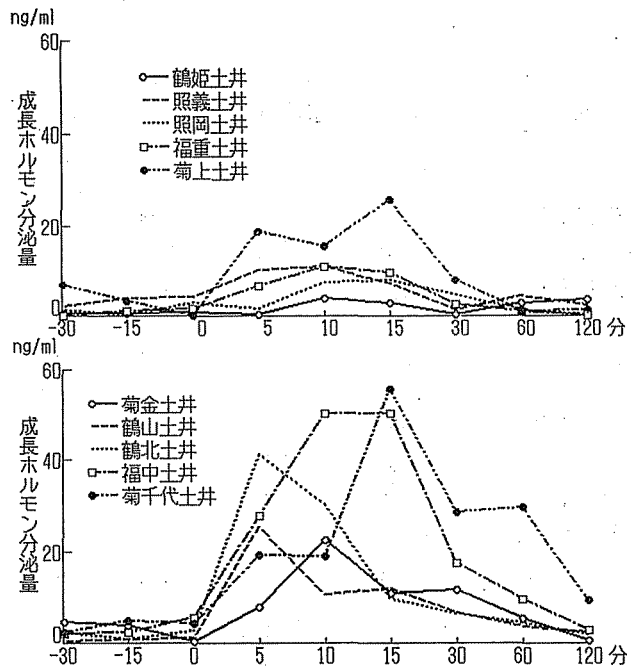 ng/ml
60
40
20
0
成長ホルモン分泌量
鶴姫土井
照義土井
照岡土井
福重土井
菊上土井
-30 -15 0 5 10 15 30 60 120 分
ng/ml
60
40
20
0
成長ホルモン分泌量
菊金土井
鶴山土井
鶴北土井
福中土井
菊千代土井
-30 -15 0 5 10 15 30 60 120 分